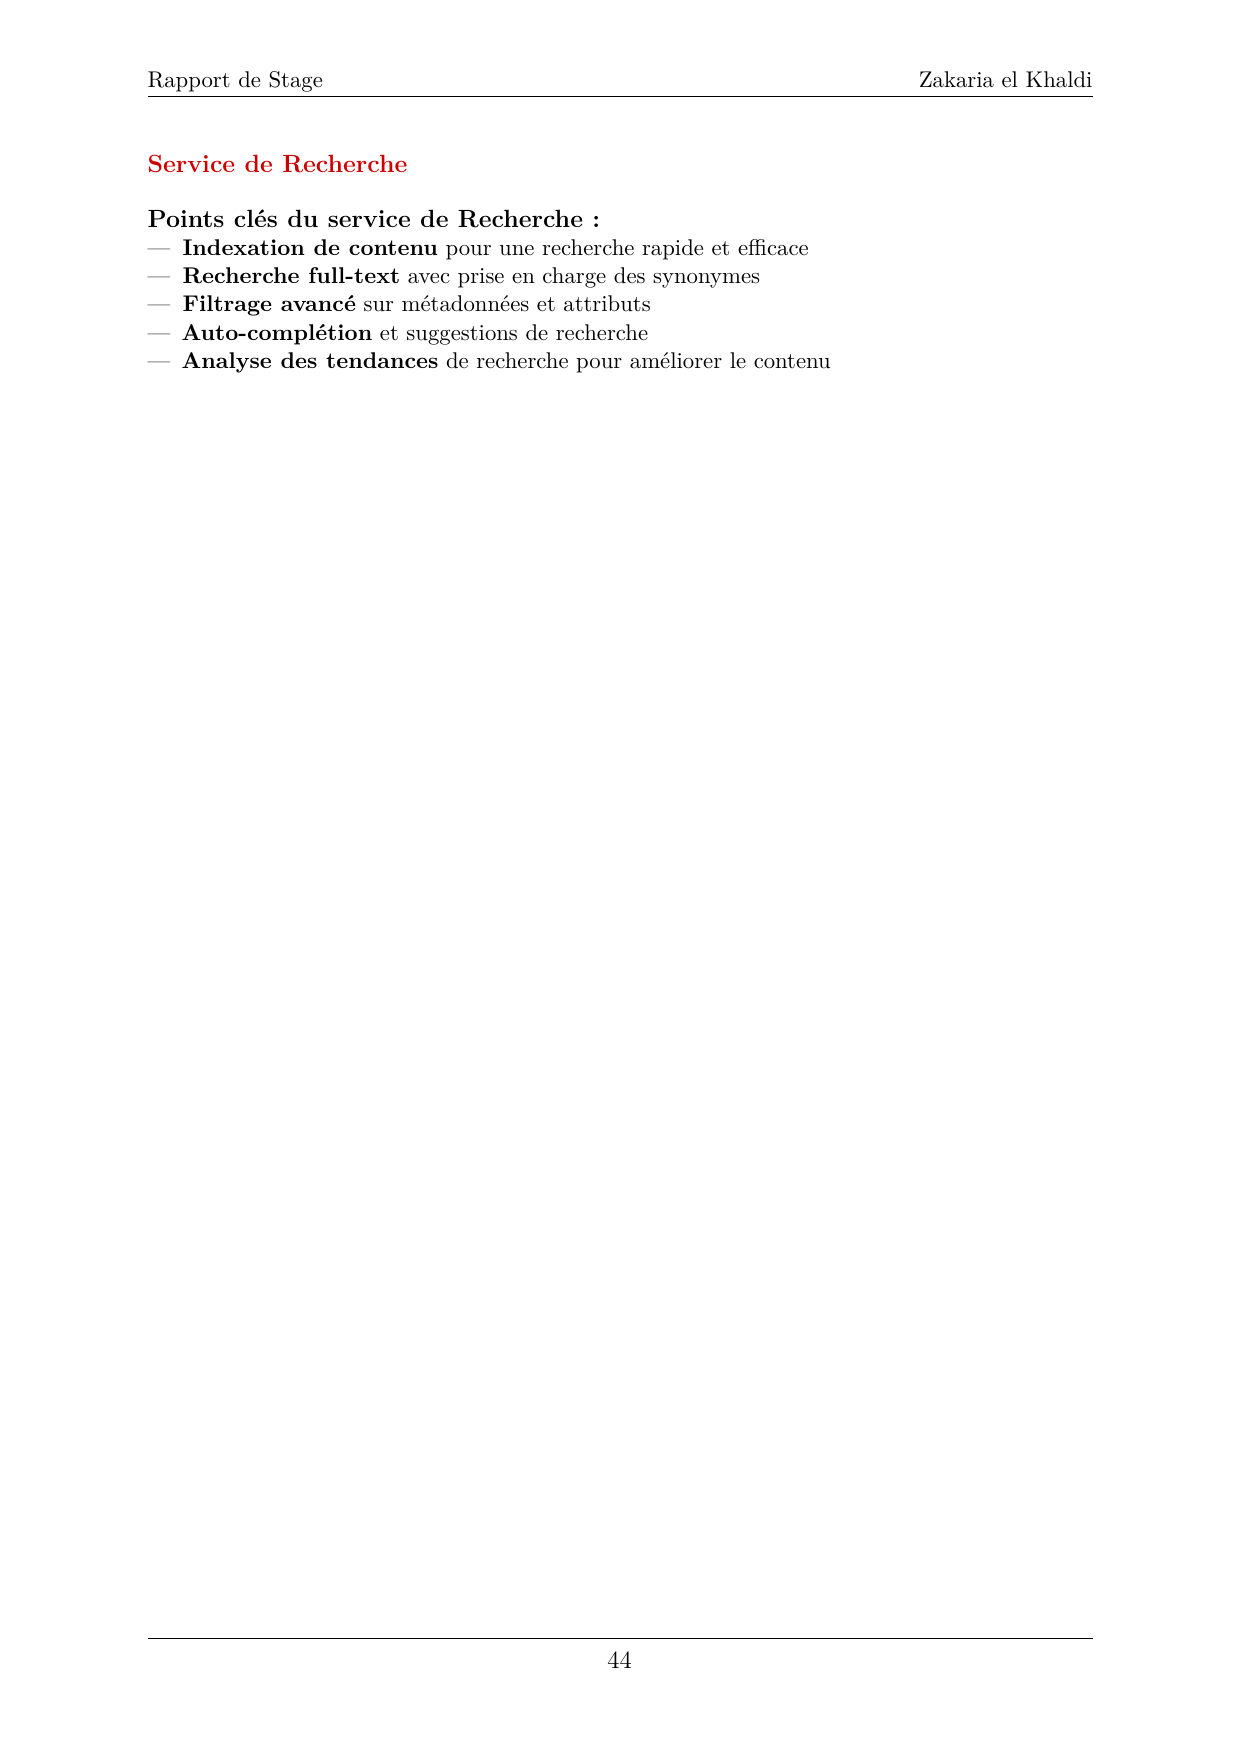 Rapport de Stage Zakaria el Khaldi
Service de Recherche
Points clés du service de Recherche :
— Indexation de contenu pour une recherche rapide et efficace
— Recherche full-text avec prise en charge des synonymes
— Filtrage avancé sur métadonnées et attributs
— Auto-complétion et suggestions de recherche
— Analyse des tendances de recherche pour améliorer le contenu
44